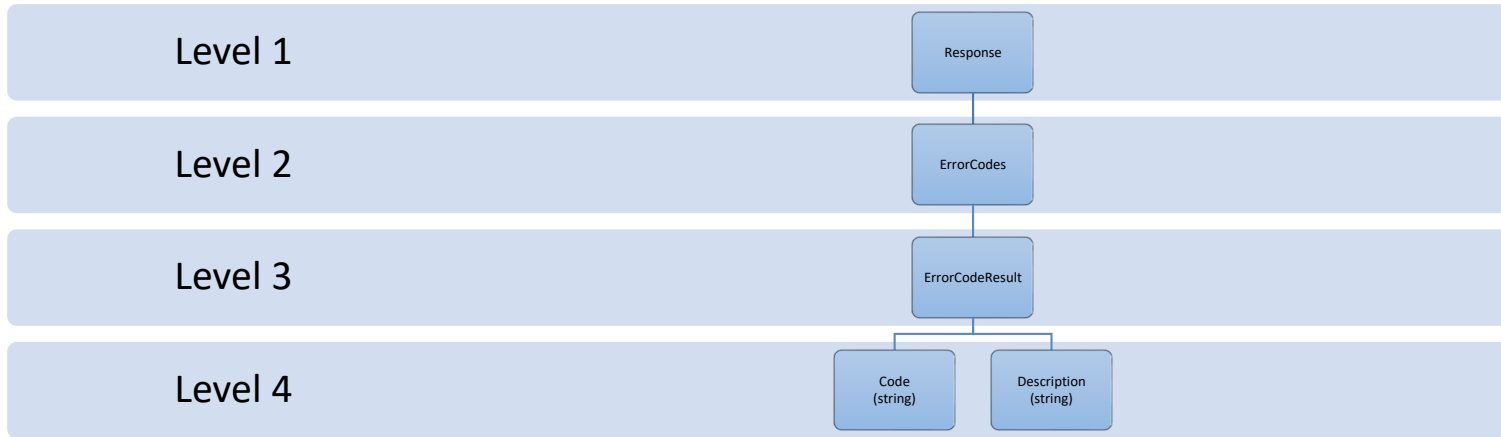 Level 1
Response
Level 2
ErrorCodes
Level 3
ErrorCodeResult
Level 4
Code
(string)
Description
(string)